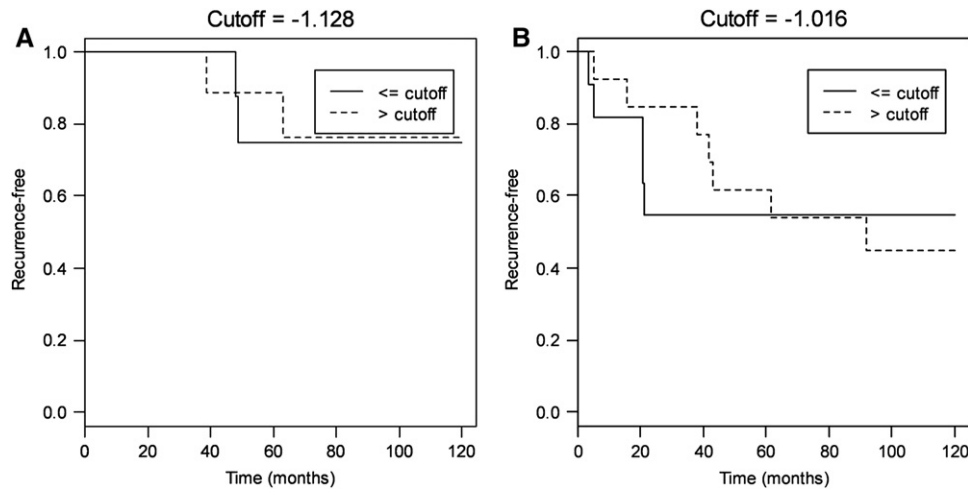 A
Cutoff = -1.128
<= cutoff
> cutoff
Recurrence-free
1.0
0.8
0.6
0.4
0.2
0.0
0 20 40 60 80 100 120
Time (months)
B
Cutoff = -1.016
<= cutoff
> cutoff
Recurrence-free
1.0
0.8
0.6
0.4
0.2
0.0
0 20 40 60 80 100 120
Time (months)